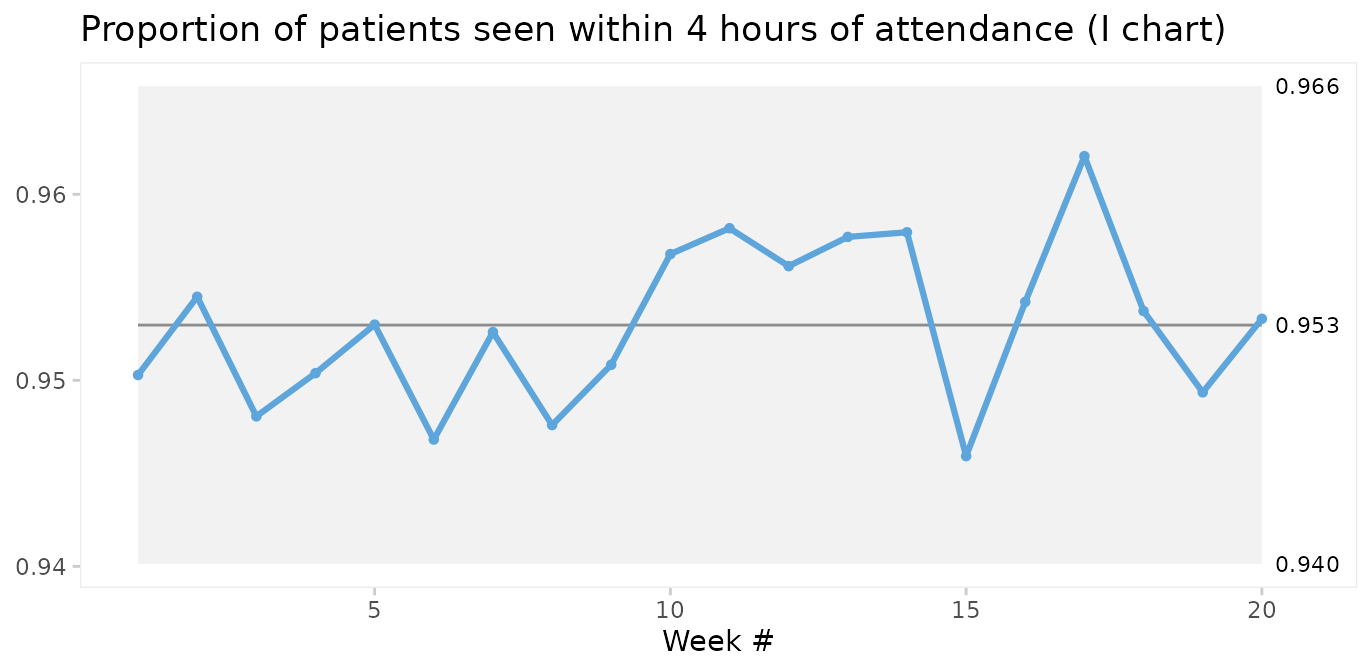 Proportion of patients seen within 4 hours of attendance (I chart)
0.966
0.96
0.953
0.95
0.940
0.94
5 10 15 20
Week #